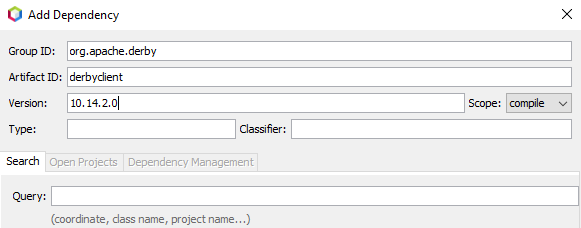 Add Dependency
Group ID: org.apache.derby
Artifact ID: derbyclient
Version: 10.14.2.0 Scope: compile
Type: Classifier:
Search Open Projects Dependency Management
Query:
(coordinate, class name, project name...)